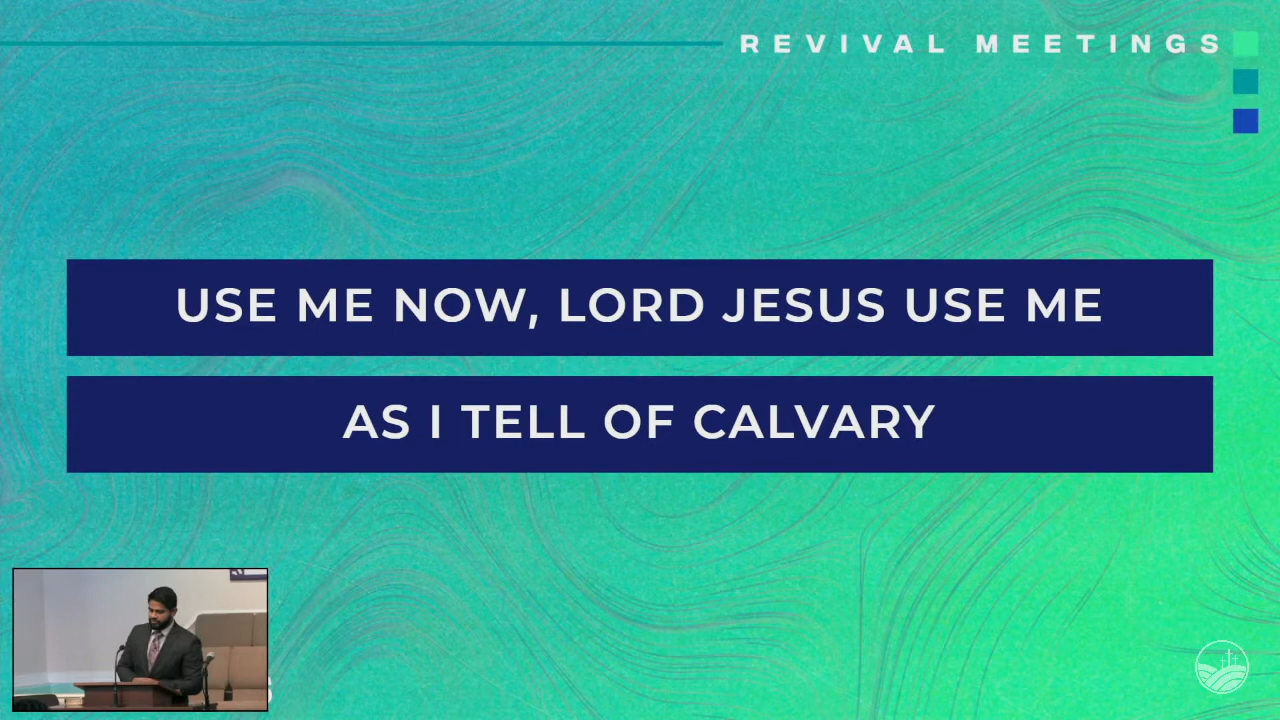 REVIVAL MEETINGS
USE ME NOW, LORD JESUS USE ME
AS I TELL OF CALVARY